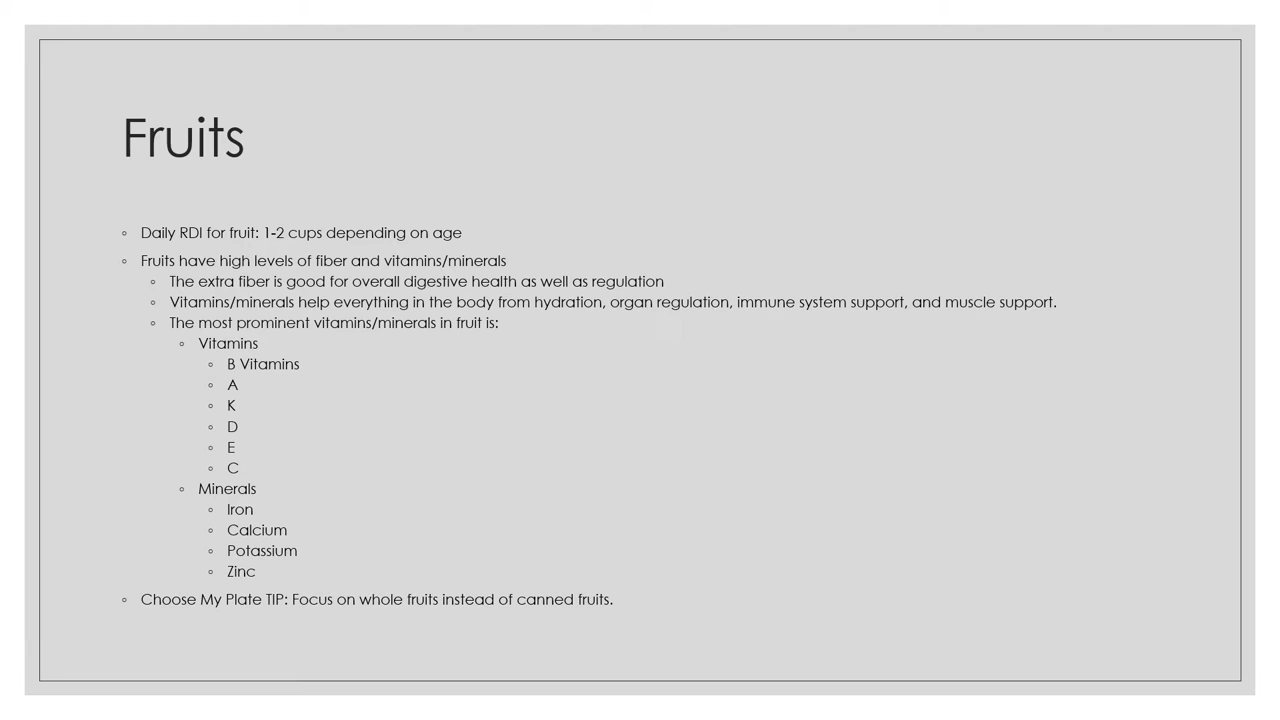 Fruits
Daily RDI for fruit: 1-2 cups depending on age
Fruits have high levels of fiber and vitamins/minerals
The extra fiber is good for overall digestive health as well as regulation
Vitamins/minerals help everything in the body from hydration, organ regulation, immune system support, and muscle support.
The most prominent vitamins/minerals in fruit is:
Vitamins
B Vitamins
A
K
D
E
C
Minerals
Iron
Calcium
Potassium
Zinc
Choose My Plate TIP: Focus on whole fruits instead of canned fruits.